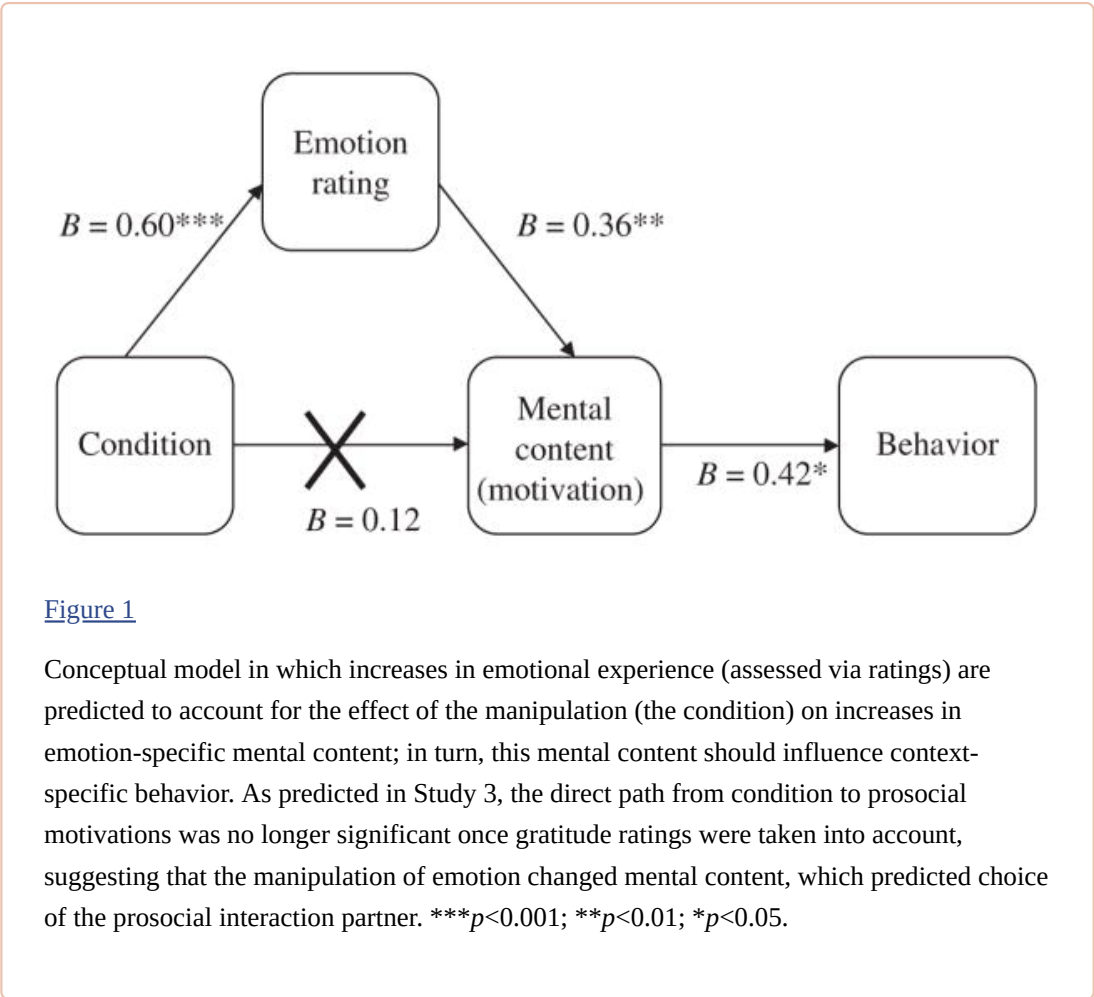 Emotion
rating
B = 0.60***
B = 0.36**
Condition
Mental
content
(motivation)
Behavior
B = 0.42*
B = 0.12
Figure 1
Conceptual model in which increases in emotional experience (assessed via ratings) are
predicted to account for the effect of the manipulation (the condition) on increases in
emotion-specific mental content; in turn, this mental content should influence context-
specific behavior. As predicted in Study 3, the direct path from condition to prosocial
motivations was no longer significant once gratitude ratings were taken into account,
suggesting that the manipulation of emotion changed mental content, which predicted choice
of the prosocial interaction partner. ***p<0.001; **p<0.01; *p<0.05.